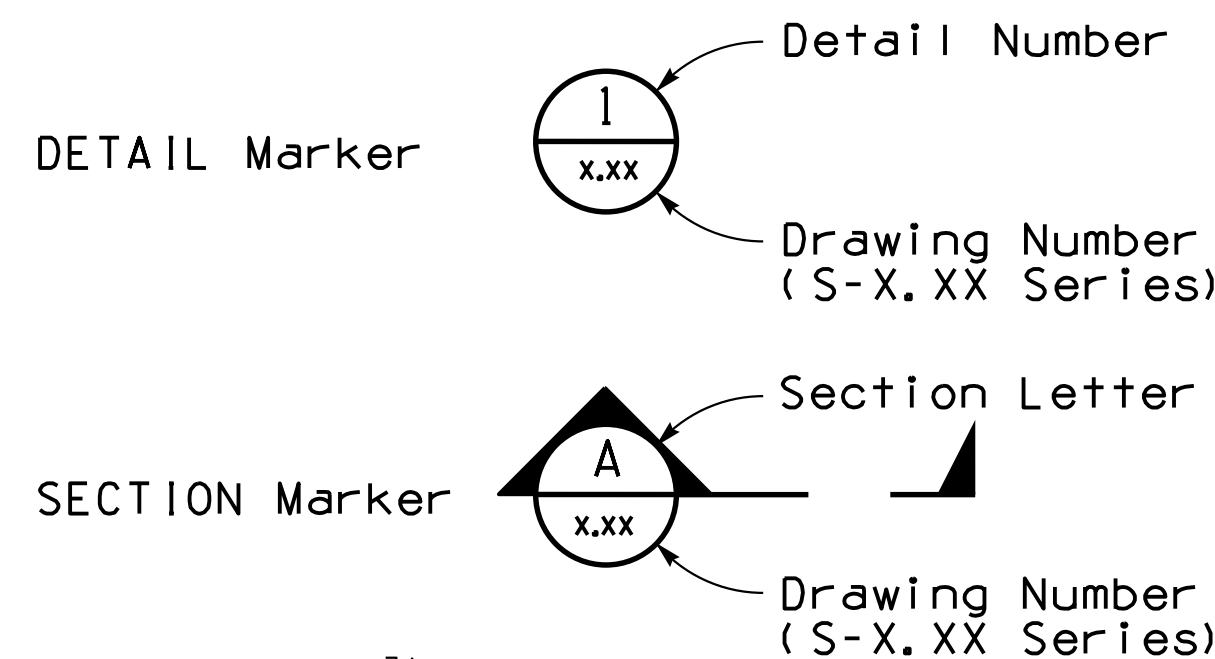 Detail Number
1
DETAIL Marker
x.xx
Drawing Number
(S-X.XX Series)
Section Letter
A
SECTION Marker
x.xx
Drawing Number
(S-X.XX Series)